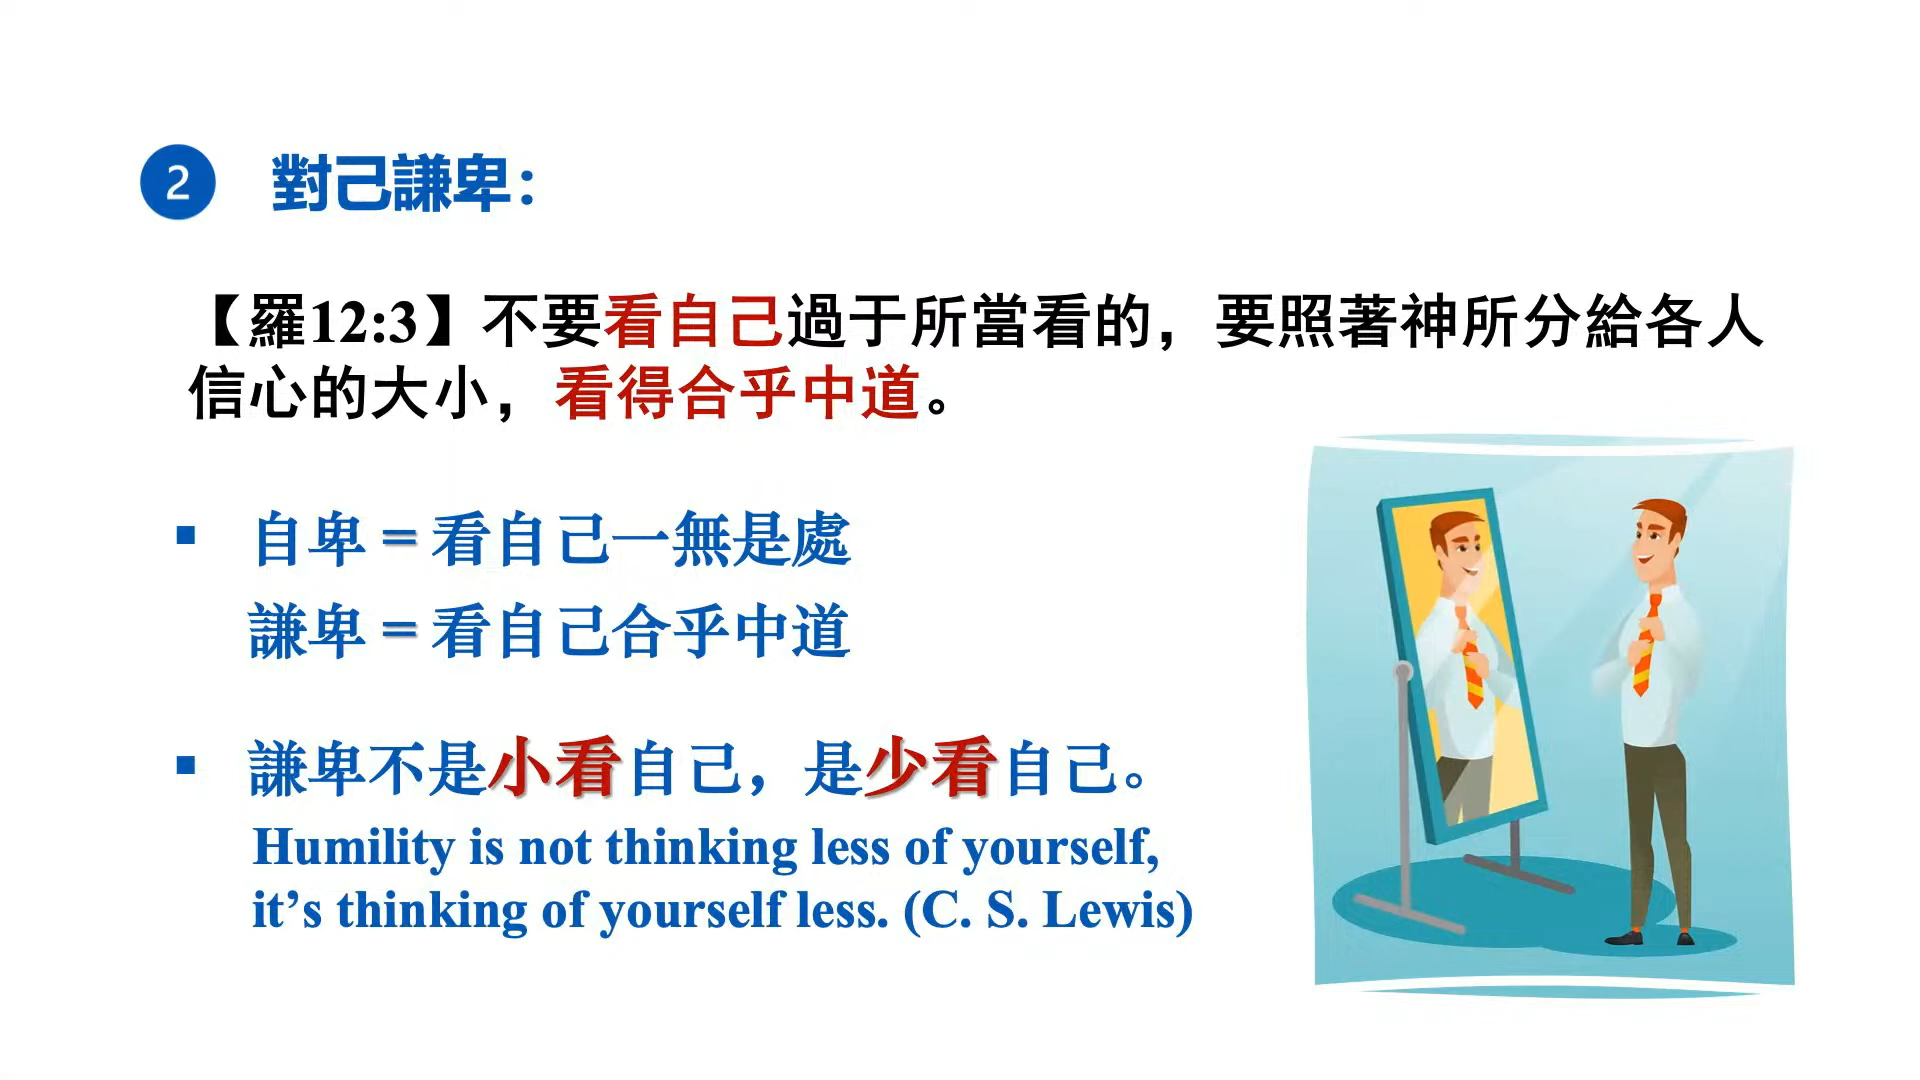 2 對己謙卑：
【羅12:3】不要看自己過于所當看的，要照著神所分給各人
信心的大小，看得合乎中道。
▪ 自卑 = 看自己一無是處
謙卑 = 看自己合乎中道
▪ 謙卑不是小看自己，是少看自己。
Humility is not thinking less of yourself,
it’s thinking of yourself less. (C. S. Lewis)